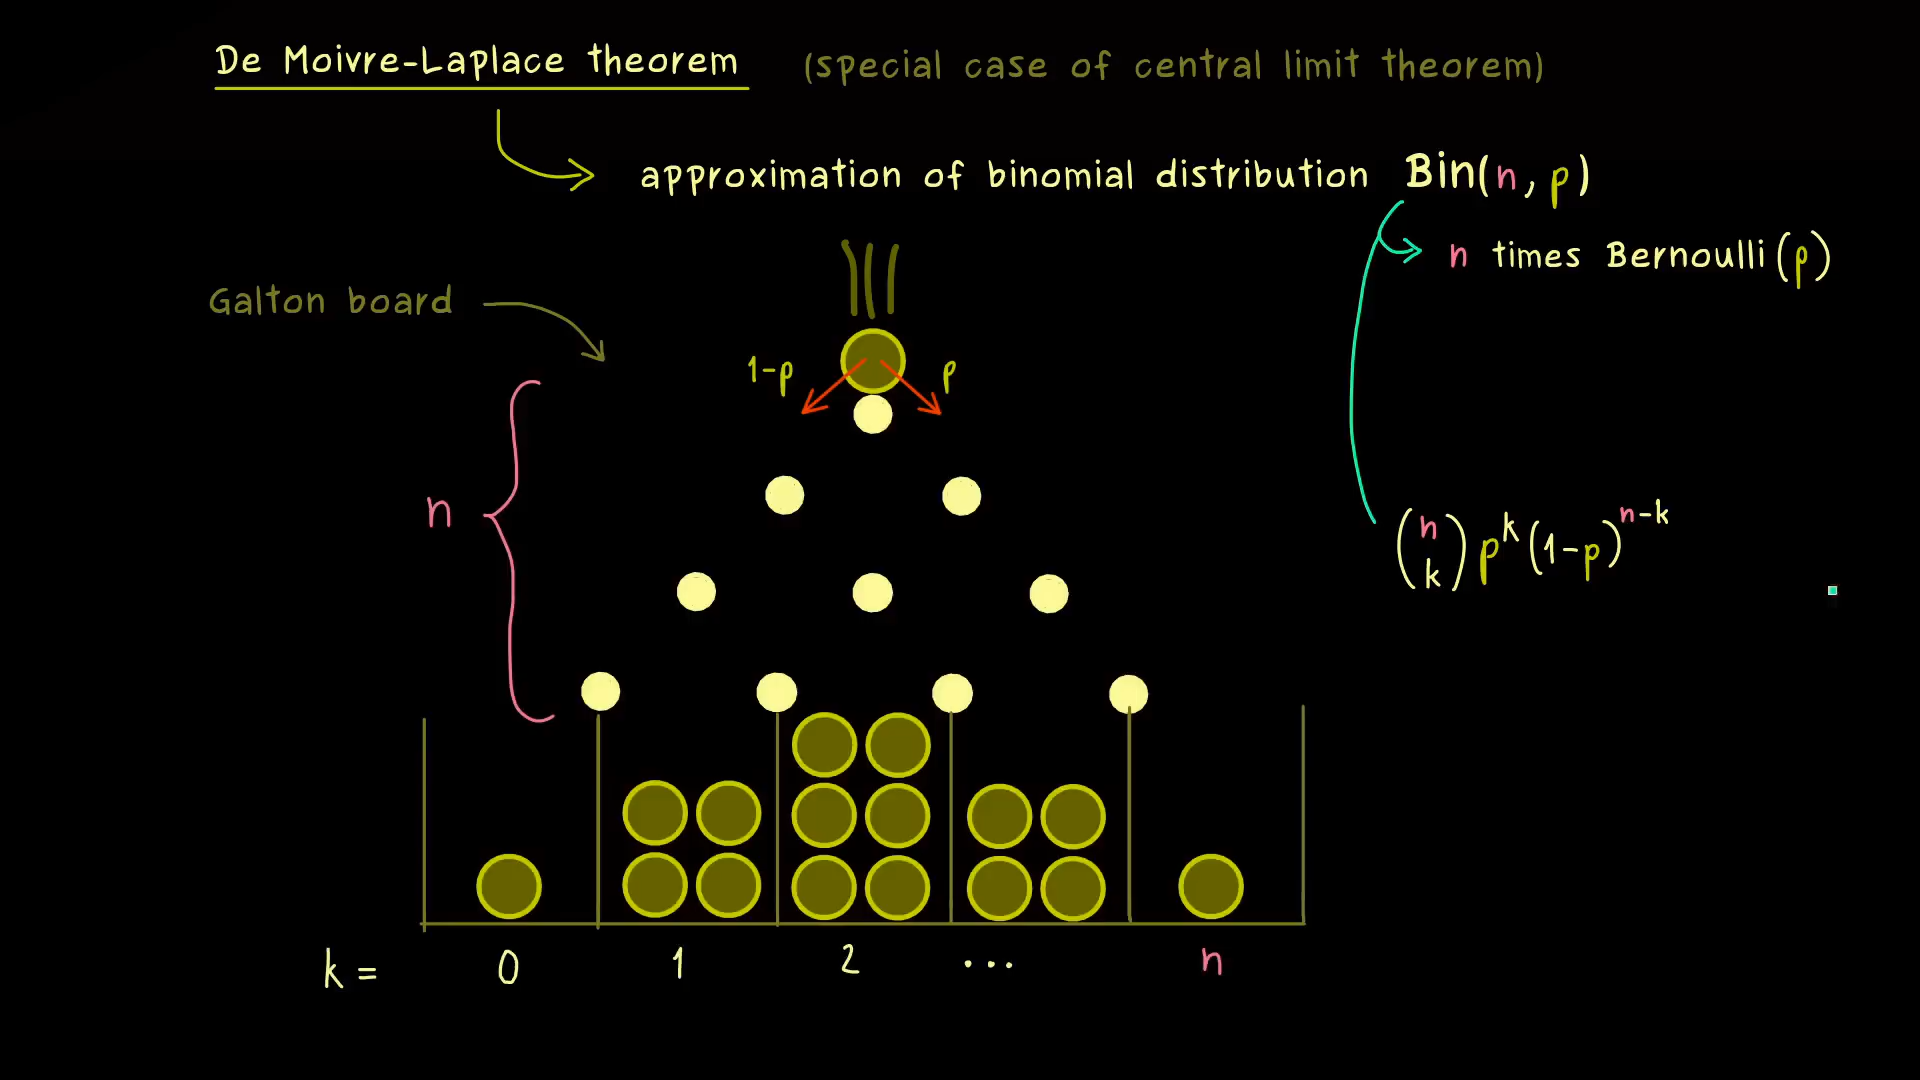 De Moivre-Laplace theorem (special case of central limit theorem)
approximation of binomial distribution Bin(n, p)
n times Bernoulli(p)
Galton board
1-p p
n
(n k) p^k (1-p)^{n-k}
k = 0 1 2 ... n